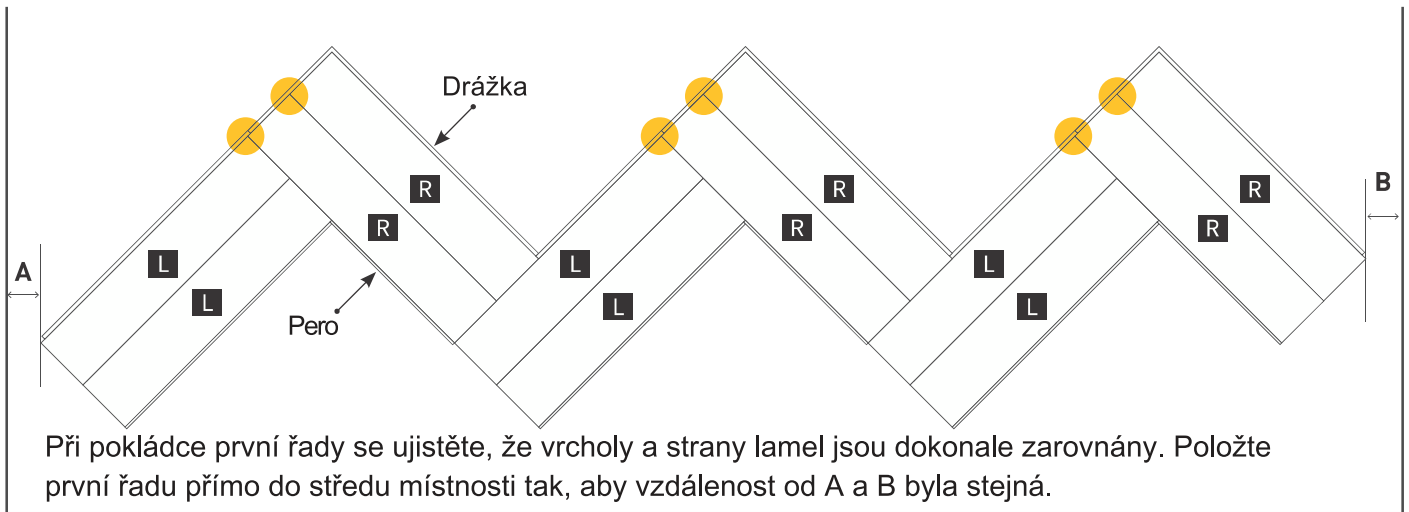 Drážka
R
R
R
B
R
R
R
L
L
L
A
L
L
L
Pero
Při pokládce první řady se ujistěte, že vrcholy a strany lamel jsou dokonale zarovnány. Položte
první řadu přímo do středu místnosti tak, aby vzdálenost od A a B byla stejná.